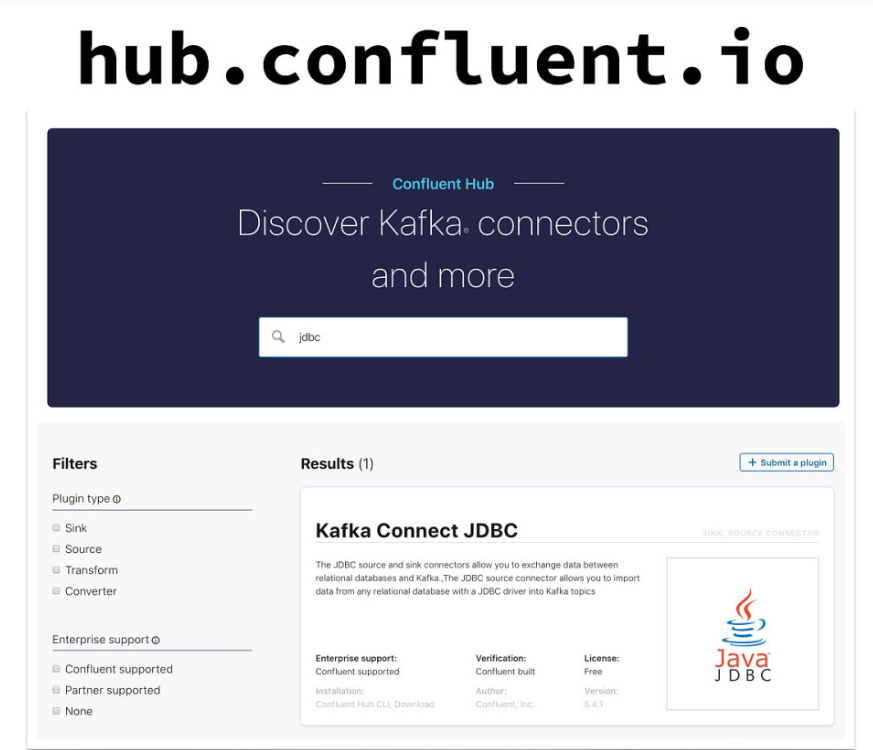 hub.confluent.io
Confluent Hub
Discover Kafka® connectors
and more
jdbc
Filters
Results (1)
+ Submit a plugin
Plugin type
Sink
Source
Transform
Converter
Enterprise support
Confluent supported
Partner supported
None
Kafka Connect JDBC
SINK, SOURCE CONNECTOR
The JDBC source and sink connectors allow you to exchange data between
relational databases and Kafka.,The JDBC source connector allows you to import
data from any relational database with a JDBC driver into Kafka topics
Java
JDBC
Enterprise support:
Confluent supported
Verification:
Confluent built
License:
Free
Installation:
Confluent Hub CLI, Download
Author:
Confluent, Inc.
Version:
5.4.1